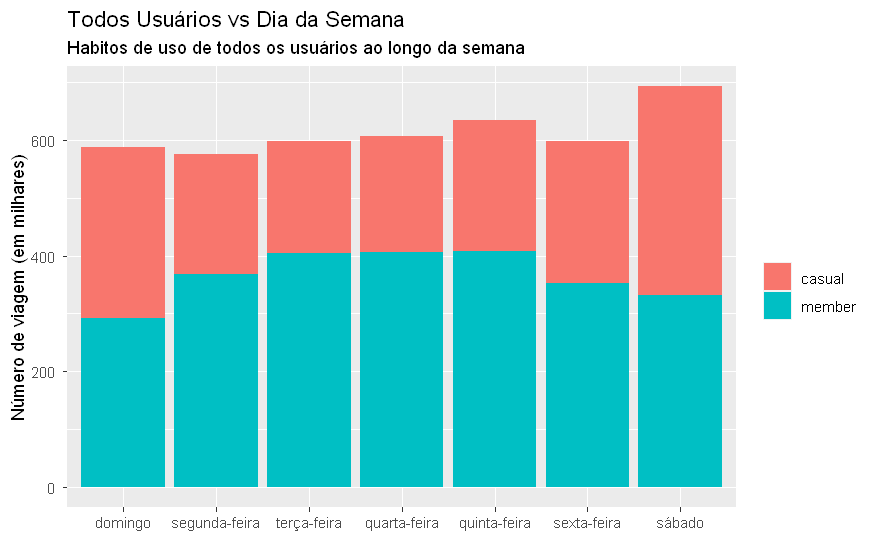 Todos Usuários vs Dia da Semana
Habitos de uso de todos os usuários ao longo da semana
Número de viagem (em milhares)
600
400
200
0
domingo segunda-feira terça-feira quarta-feira quinta-feira sexta-feira sábado
casual
member